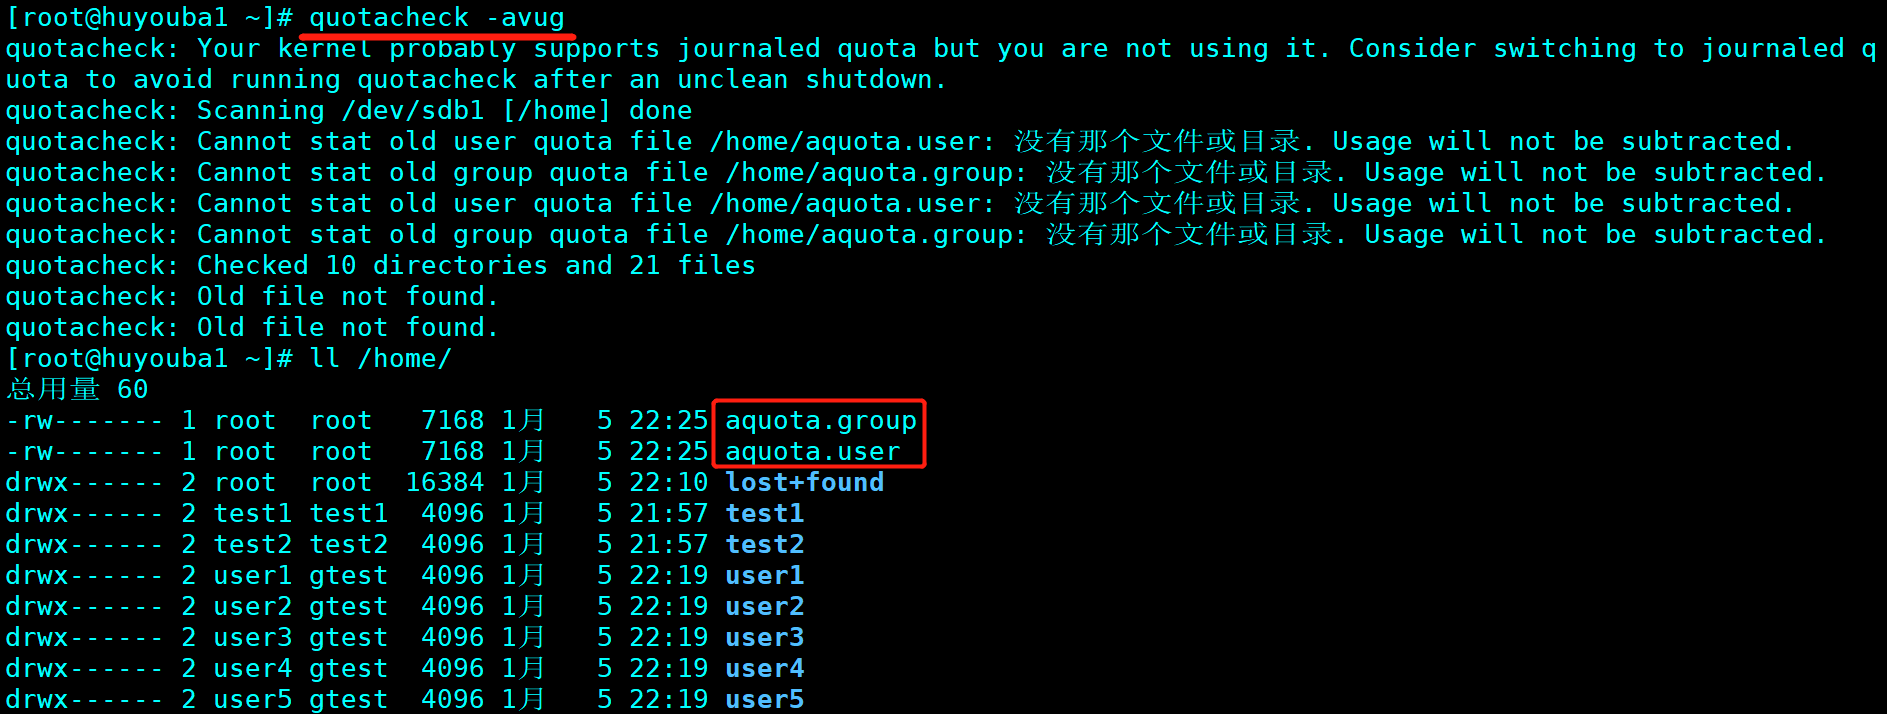 [root@huyouba1 ~]# quotacheck -avug
quotacheck: Your kernel probably supports journaled quota but you are not using it. Consider switching to journaled q
uota to avoid running quotacheck after an unclean shutdown.
quotacheck: Scanning /dev/sdb1 [/home] done
quotacheck: Cannot stat old user quota file /home/aquota.user: 没有那个文件或目录. Usage will not be subtracted.
quotacheck: Cannot stat old group quota file /home/aquota.group: 没有那个文件或目录. Usage will not be subtracted.
quotacheck: Cannot stat old user quota file /home/aquota.user: 没有那个文件或目录. Usage will not be subtracted.
quotacheck: Cannot stat old group quota file /home/aquota.group: 没有那个文件或目录. Usage will not be subtracted.
quotacheck: Checked 10 directories and 21 files
quotacheck: Old file not found.
quotacheck: Old file not found.
[root@huyouba1 ~]# ll /home/
总用量 60
-rw------- 1 root  root   7168 1月   5 22:25 aquota.group
-rw------- 1 root  root   7168 1月   5 22:25 aquota.user
drwx------ 2 root  root  16384 1月   5 22:10 lost+found
drwx------ 2 test1 test1  4096 1月   5 21:57 test1
drwx------ 2 test2 test2  4096 1月   5 21:57 test2
drwx------ 2 user1 gtest  4096 1月   5 22:19 user1
drwx------ 2 user2 gtest  4096 1月   5 22:19 user2
drwx------ 2 user3 gtest  4096 1月   5 22:19 user3
drwx------ 2 user4 gtest  4096 1月   5 22:19 user4
drwx------ 2 user5 gtest  4096 1月   5 22:19 user5